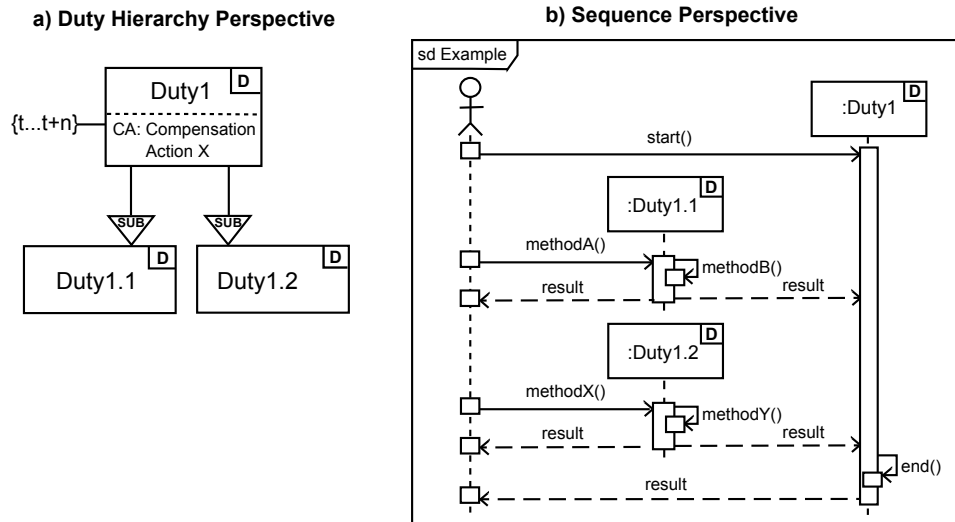 a) Duty Hierarchy Perspective
D
Duty1
{t...t+n}
CA: Compensation
Action X
SUB
SUB
D
Duty1.1
D
Duty1.2
b) Sequence Perspective
sd Example
D
:Duty1
start()
D
:Duty1.1
methodA()
methodB()
result
result
D
:Duty1.2
methodX()
methodY()
result
result
end()
result